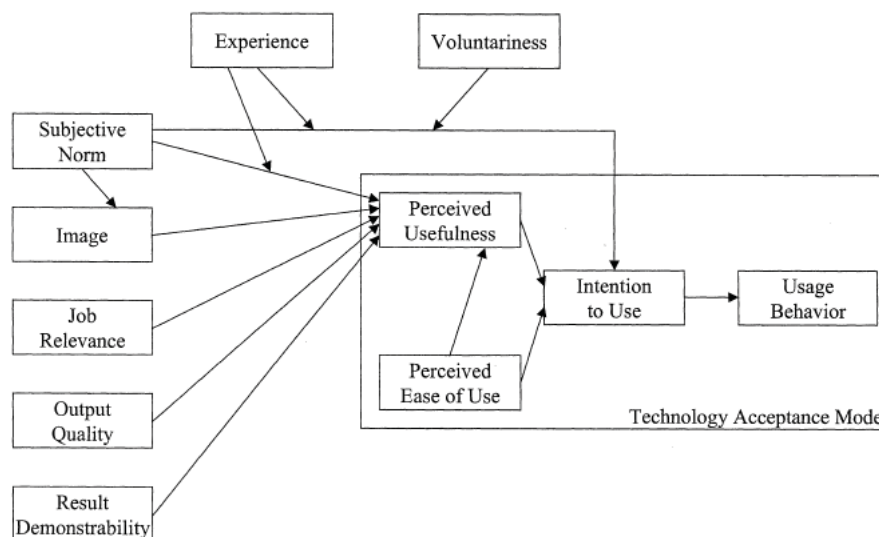 Experience
Voluntariness
Subjective
Norm
Image
Job
Relevance
Output
Quality
Result
Demonstrability
Perceived
Usefulness
Perceived
Ease of Use
Intention
to Use
Usage
Behavior
Technology Acceptance Mode